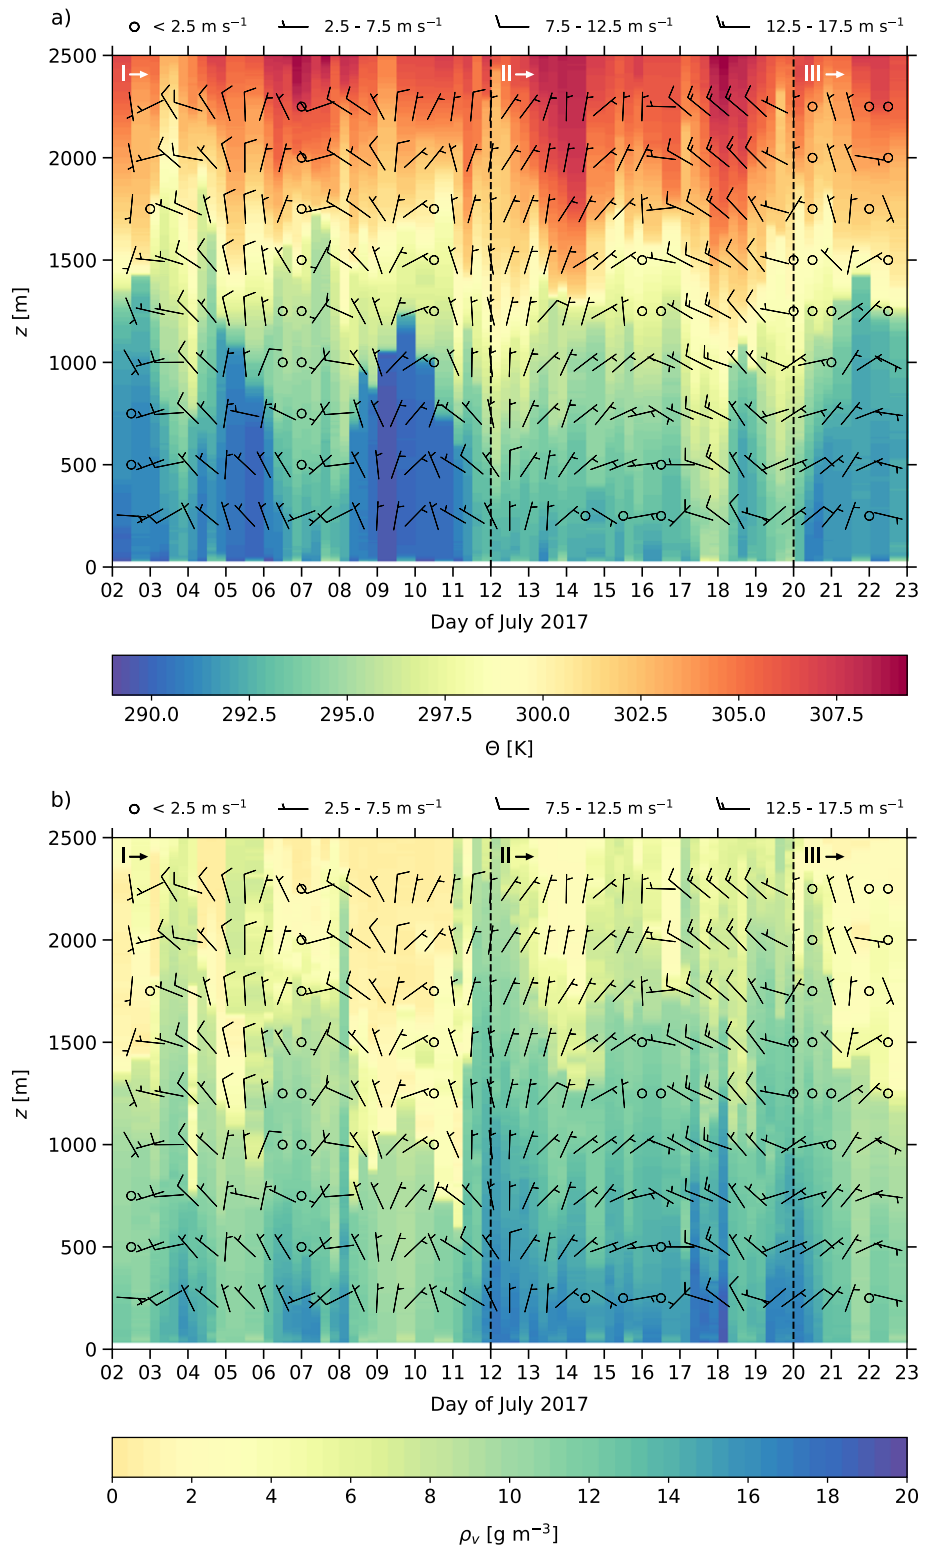 a)
< 2.5 m s⁻¹ 2.5 - 7.5 m s⁻¹ 7.5 - 12.5 m s⁻¹ 12.5 - 17.5 m s⁻¹
2500
I II III
2000
1500
z [m]
1000
500
0
02 03 04 05 06 07 08 09 10 11 12 13 14 15 16 17 18 19 20 21 22 23
Day of July 2017
290.0 292.5 295.0 297.5 300.0 302.5 305.0 307.5
Θ [K]
b)
< 2.5 m s⁻¹ 2.5 - 7.5 m s⁻¹ 7.5 - 12.5 m s⁻¹ 12.5 - 17.5 m s⁻¹
2500
I II III
2000
1500
z [m]
1000
500
0
02 03 04 05 06 07 08 09 10 11 12 13 14 15 16 17 18 19 20 21 22 23
Day of July 2017
0 2 4 6 8 10 12 14 16 18 20
ρᵥ [g m⁻³]